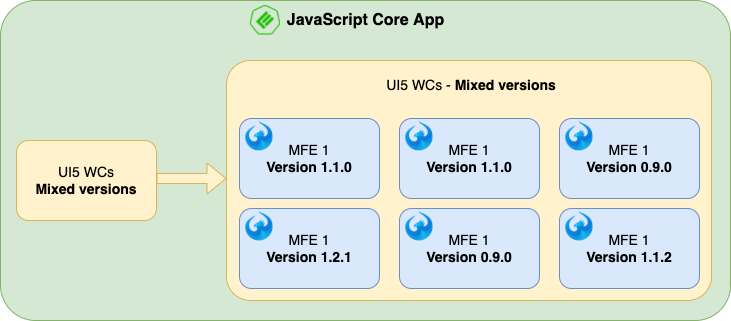 JavaScript Core App
UI5 WCs - Mixed versions
UI5 WCs
Mixed versions
MFE 1
Version 1.1.0
MFE 1
Version 1.1.0
MFE 1
Version 0.9.0
MFE 1
Version 1.2.1
MFE 1
Version 0.9.0
MFE 1
Version 1.1.2